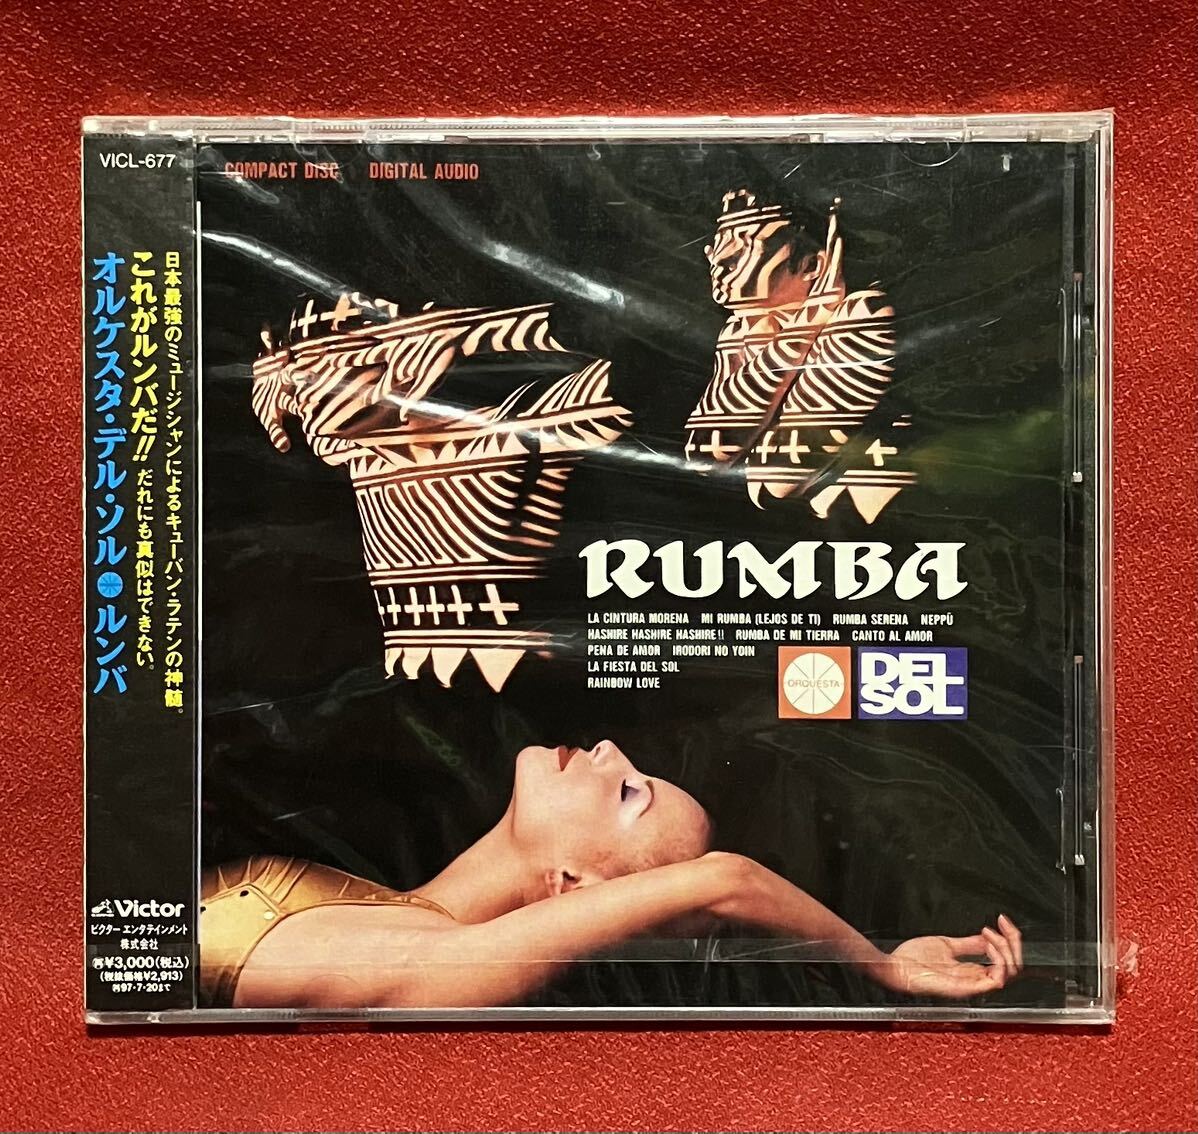 VICL-677
日本最強のミュージシャンによるキューバン・ラテンの神髄。
これがルンバだ!! だれにも真似はできない。
オルケスタ・デル・ソル ルンバ
Victor
ビクター エンタテインメント
株式会社
¥3,000(税込)
(税抜価格¥2,913)
97・7・20まで
COMPACT DISC DIGITAL AUDIO
RUMBA
LA CINTURA MORENA MI RUMBA (LEJOS DE TI) RUMBA SERENA NEPPŪ
HASHIRE HASHIRE HASHIRE!! RUMBA DE MI TIERRA CANTO AL AMOR
PENA DE AMOR IRODORI NO YOIN
LA FIESTA DEL SOL
RAINBOW LOVE
ORQUESTA
DEL
SOL